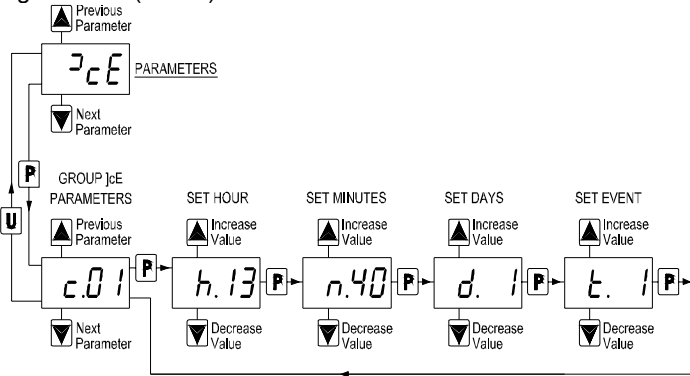 Previous
Parameter
]cE
PARAMETERS
Next
Parameter
P
GROUP ]cE
PARAMETERS
SET HOUR
SET MINUTES
SET DAYS
SET EVENT
U
Previous
Parameter
Increase
Value
Increase
Value
Increase
Value
Increase
Value
c.01
P
h.13
P
n.40
P
d. 1
P
t. 1
P
Next
Parameter
Decrease
Value
Decrease
Value
Decrease
Value
Decrease
Value